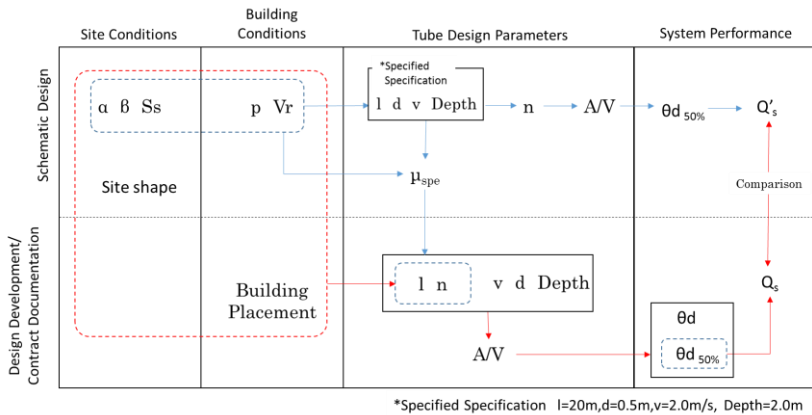 Site Conditions
Building
Conditions
Tube Design Parameters
System Performance
Schematic Design
*Specified
Specification
α β Ss
p Vr
l d v Depth
n
A/V
θd 50%
Q's
Site shape
μspe
Comparison
Design Development/
Contract Documentation
Building
Placement
l n
v d Depth
Qs
θd
A/V
θd 50%
*Specified Specification l=20m,d=0.5m,v=2.0m/s, Depth=2.0m